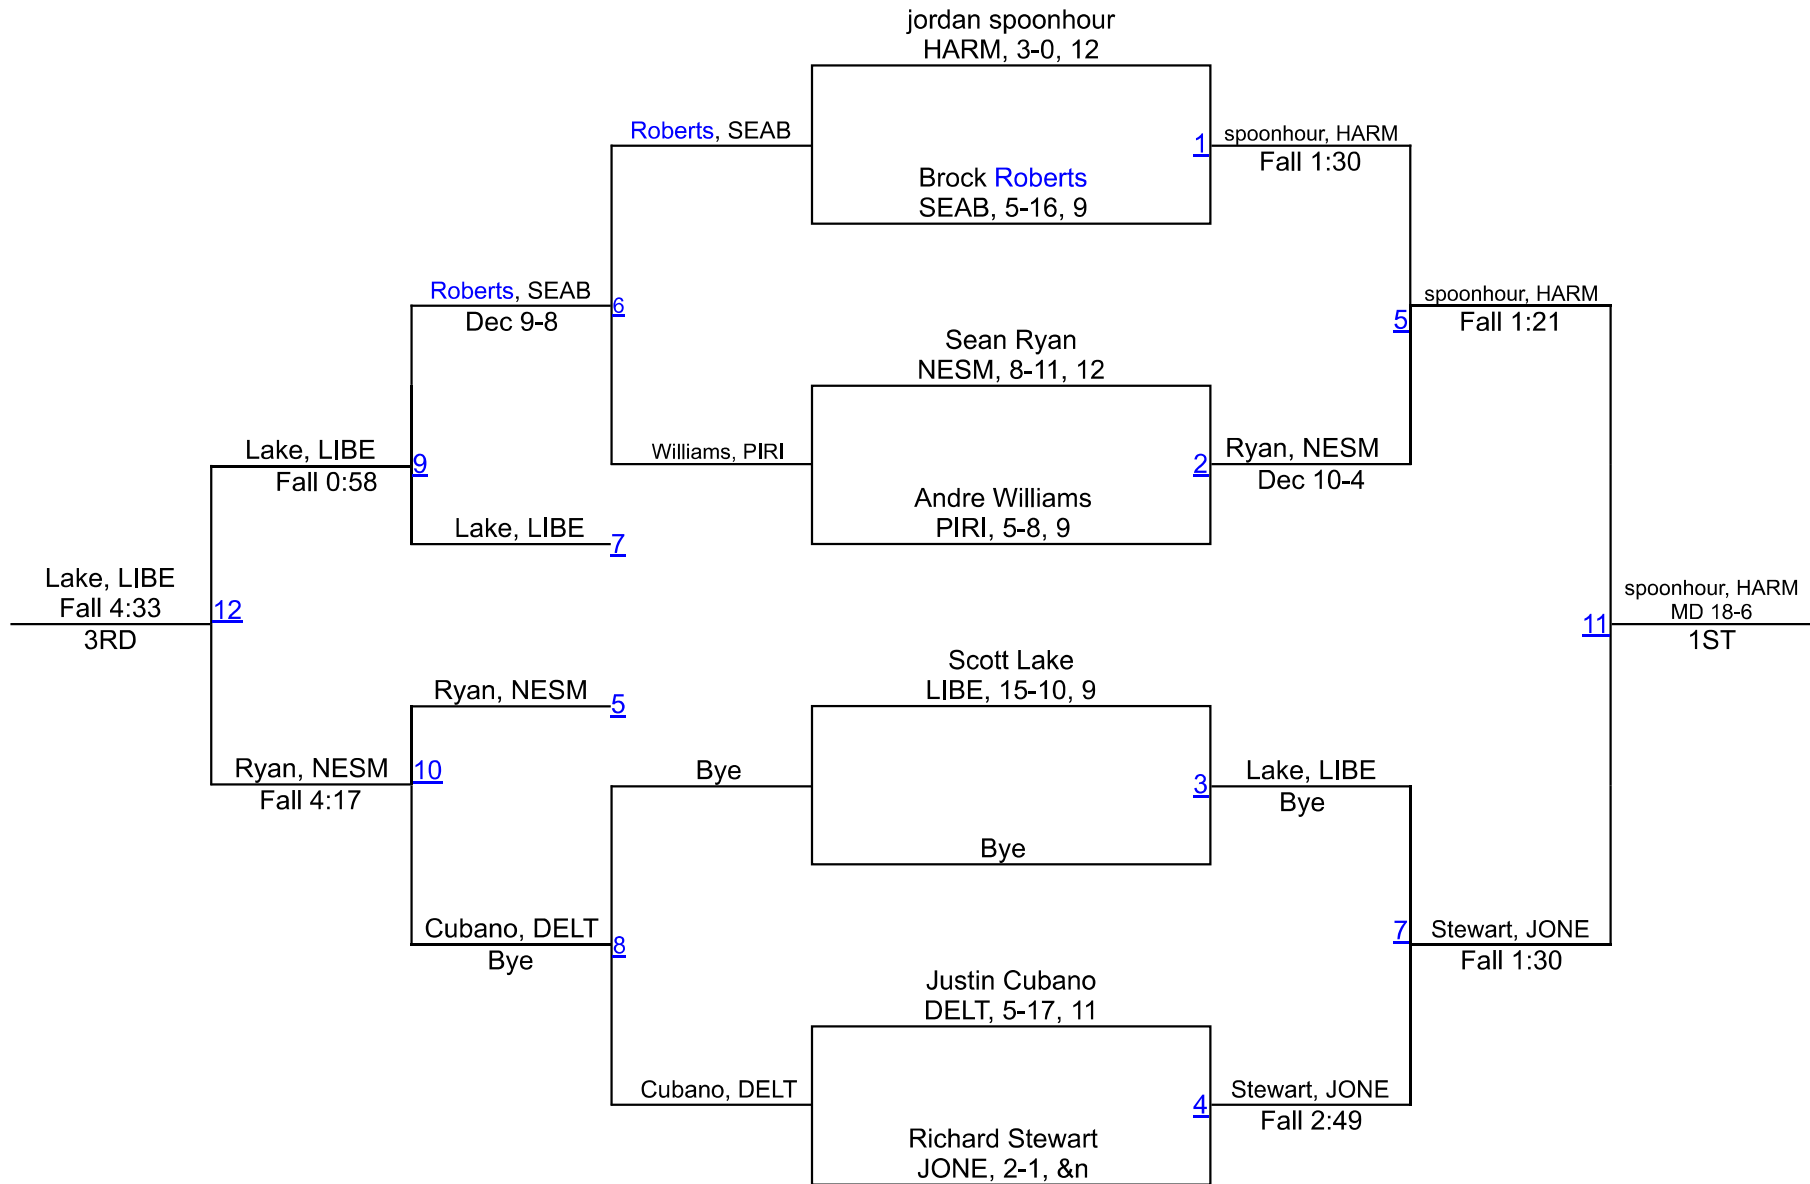 jordan spoonhour
HARM, 3-0, 12
Roberts, SEAB
1
spoonhour, HARM
Fall 1:30
Brock Roberts
SEAB, 5-16, 9
Roberts, SEAB
Dec 9-8
6
spoonhour, HARM
Fall 1:21
5
Sean Ryan
NESM, 8-11, 12
Lake, LIBE
Fall 0:58
9
Williams, PIRI
2
Ryan, NESM
Dec 10-4
Andre Williams
PIRI, 5-8, 9
Lake, LIBE
7
Lake, LIBE
Fall 4:33
3RD
12
spoonhour, HARM
MD 18-6
1ST
11
Scott Lake
LIBE, 15-10, 9
Ryan, NESM
5
Ryan, NESM
Fall 4:17
10
Bye
3
Lake, LIBE
Bye
Bye
Cubano, DELT
Bye
8
7
Stewart, JONE
Fall 1:30
Justin Cubano
DELT, 5-17, 11
Cubano, DELT
4
Stewart, JONE
Fall 2:49
Richard Stewart
JONE, 2-1, &n